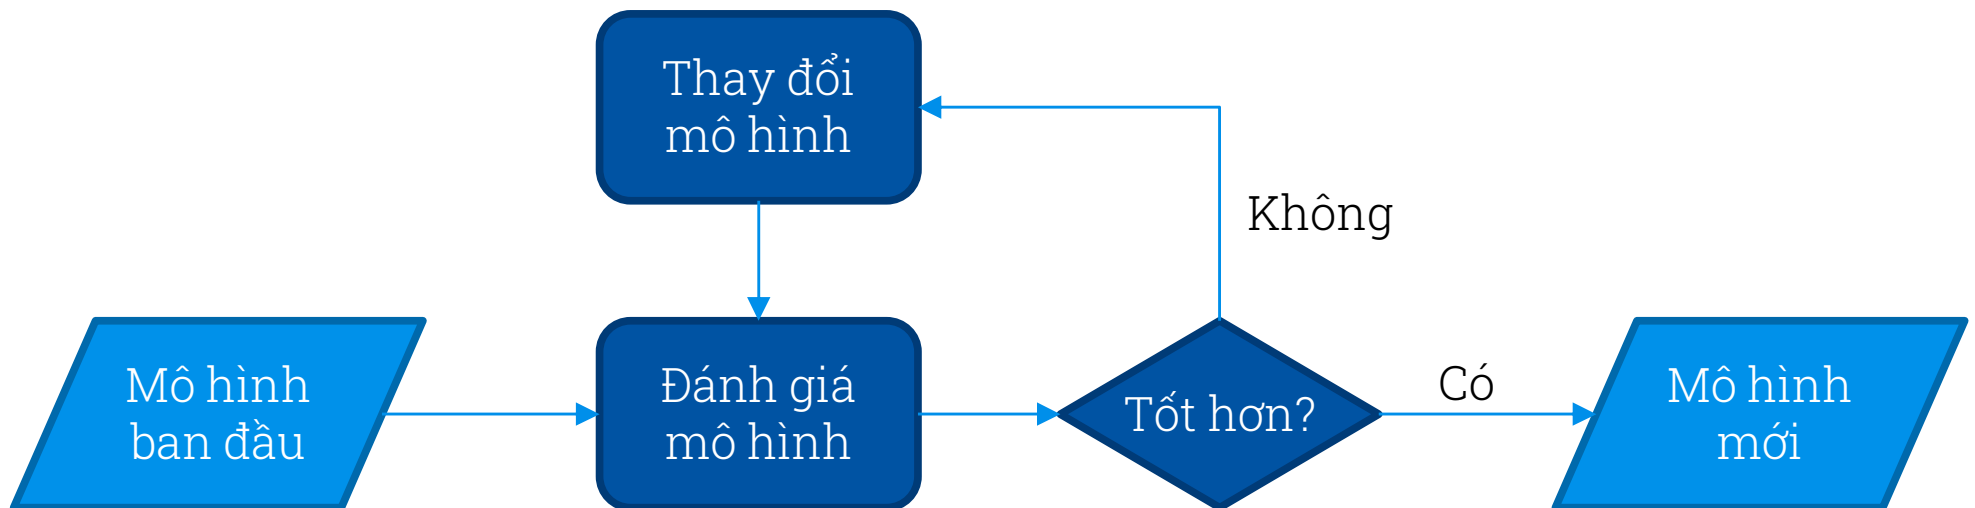 Thay đổi
mô hình
Không
Mô hình
ban đầu
Đánh giá
mô hình
Tốt hơn?
Có
Mô hình
mới